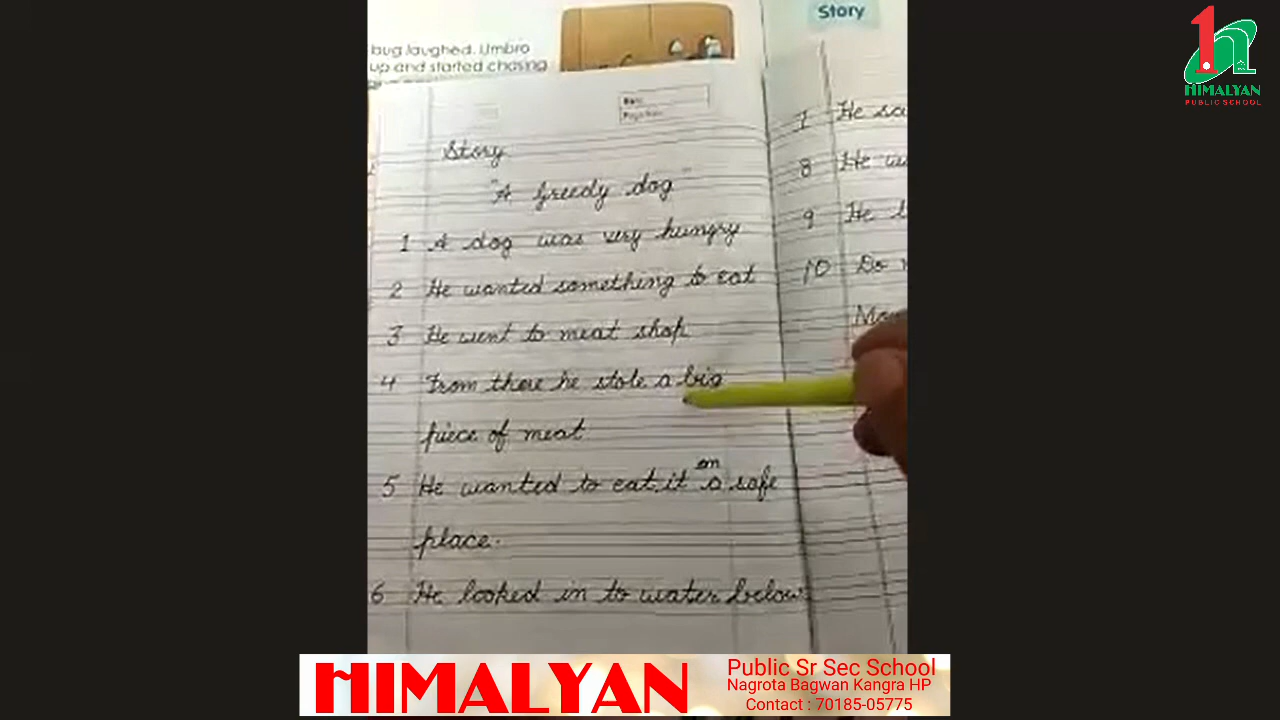 bug laughed. Umbro
up and started chasing
Story
Story
"A Greedy dog"
1 A dog was very hungry
2 He wanted something to eat
3 He went to meat shop
4 From there he stole a big
piece of meat
5 He wanted to eat it on a safe
place.
6 He looked in to water below
He
8 He
9 He
10 Do
HIMALYAN
PUBLIC SCHOOL
HIMALYAN
Public Sr Sec School
Nagrota Bagwan Kangra HP
Contact : 70185-05775